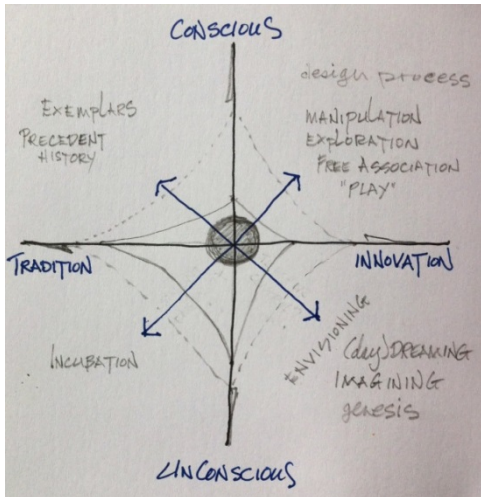 CONSCIOUS
design process
EXEMPLARS
PRECEDENT
HISTORY
MANIPULATION
EXPLORATION
FREE ASSOCIATION
"PLAY"
TRADITION
INNOVATION
INCUBATION
ENVISIONING
(day)DREAMING
IMAGINING
genesis
UNCONSCIOUS